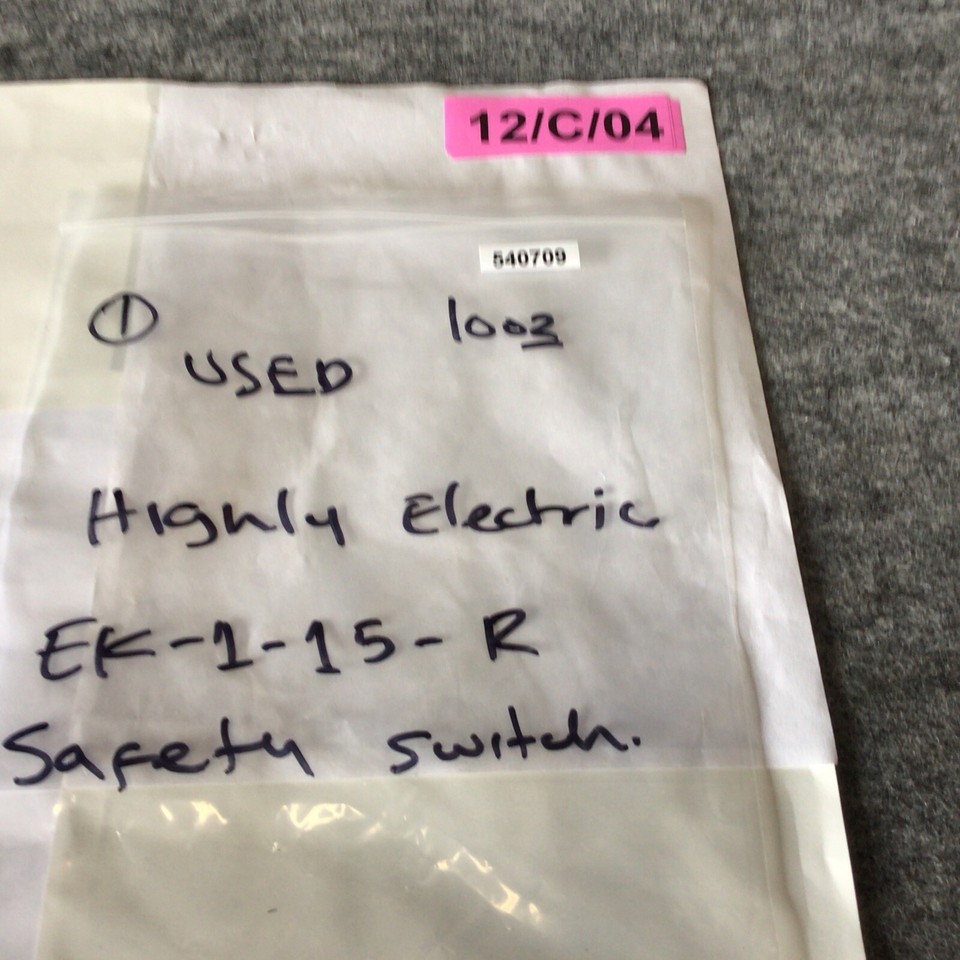 12/C/04
540709
① 1003
USED
Highly Electric
EK-1-15-R
Safety switch.